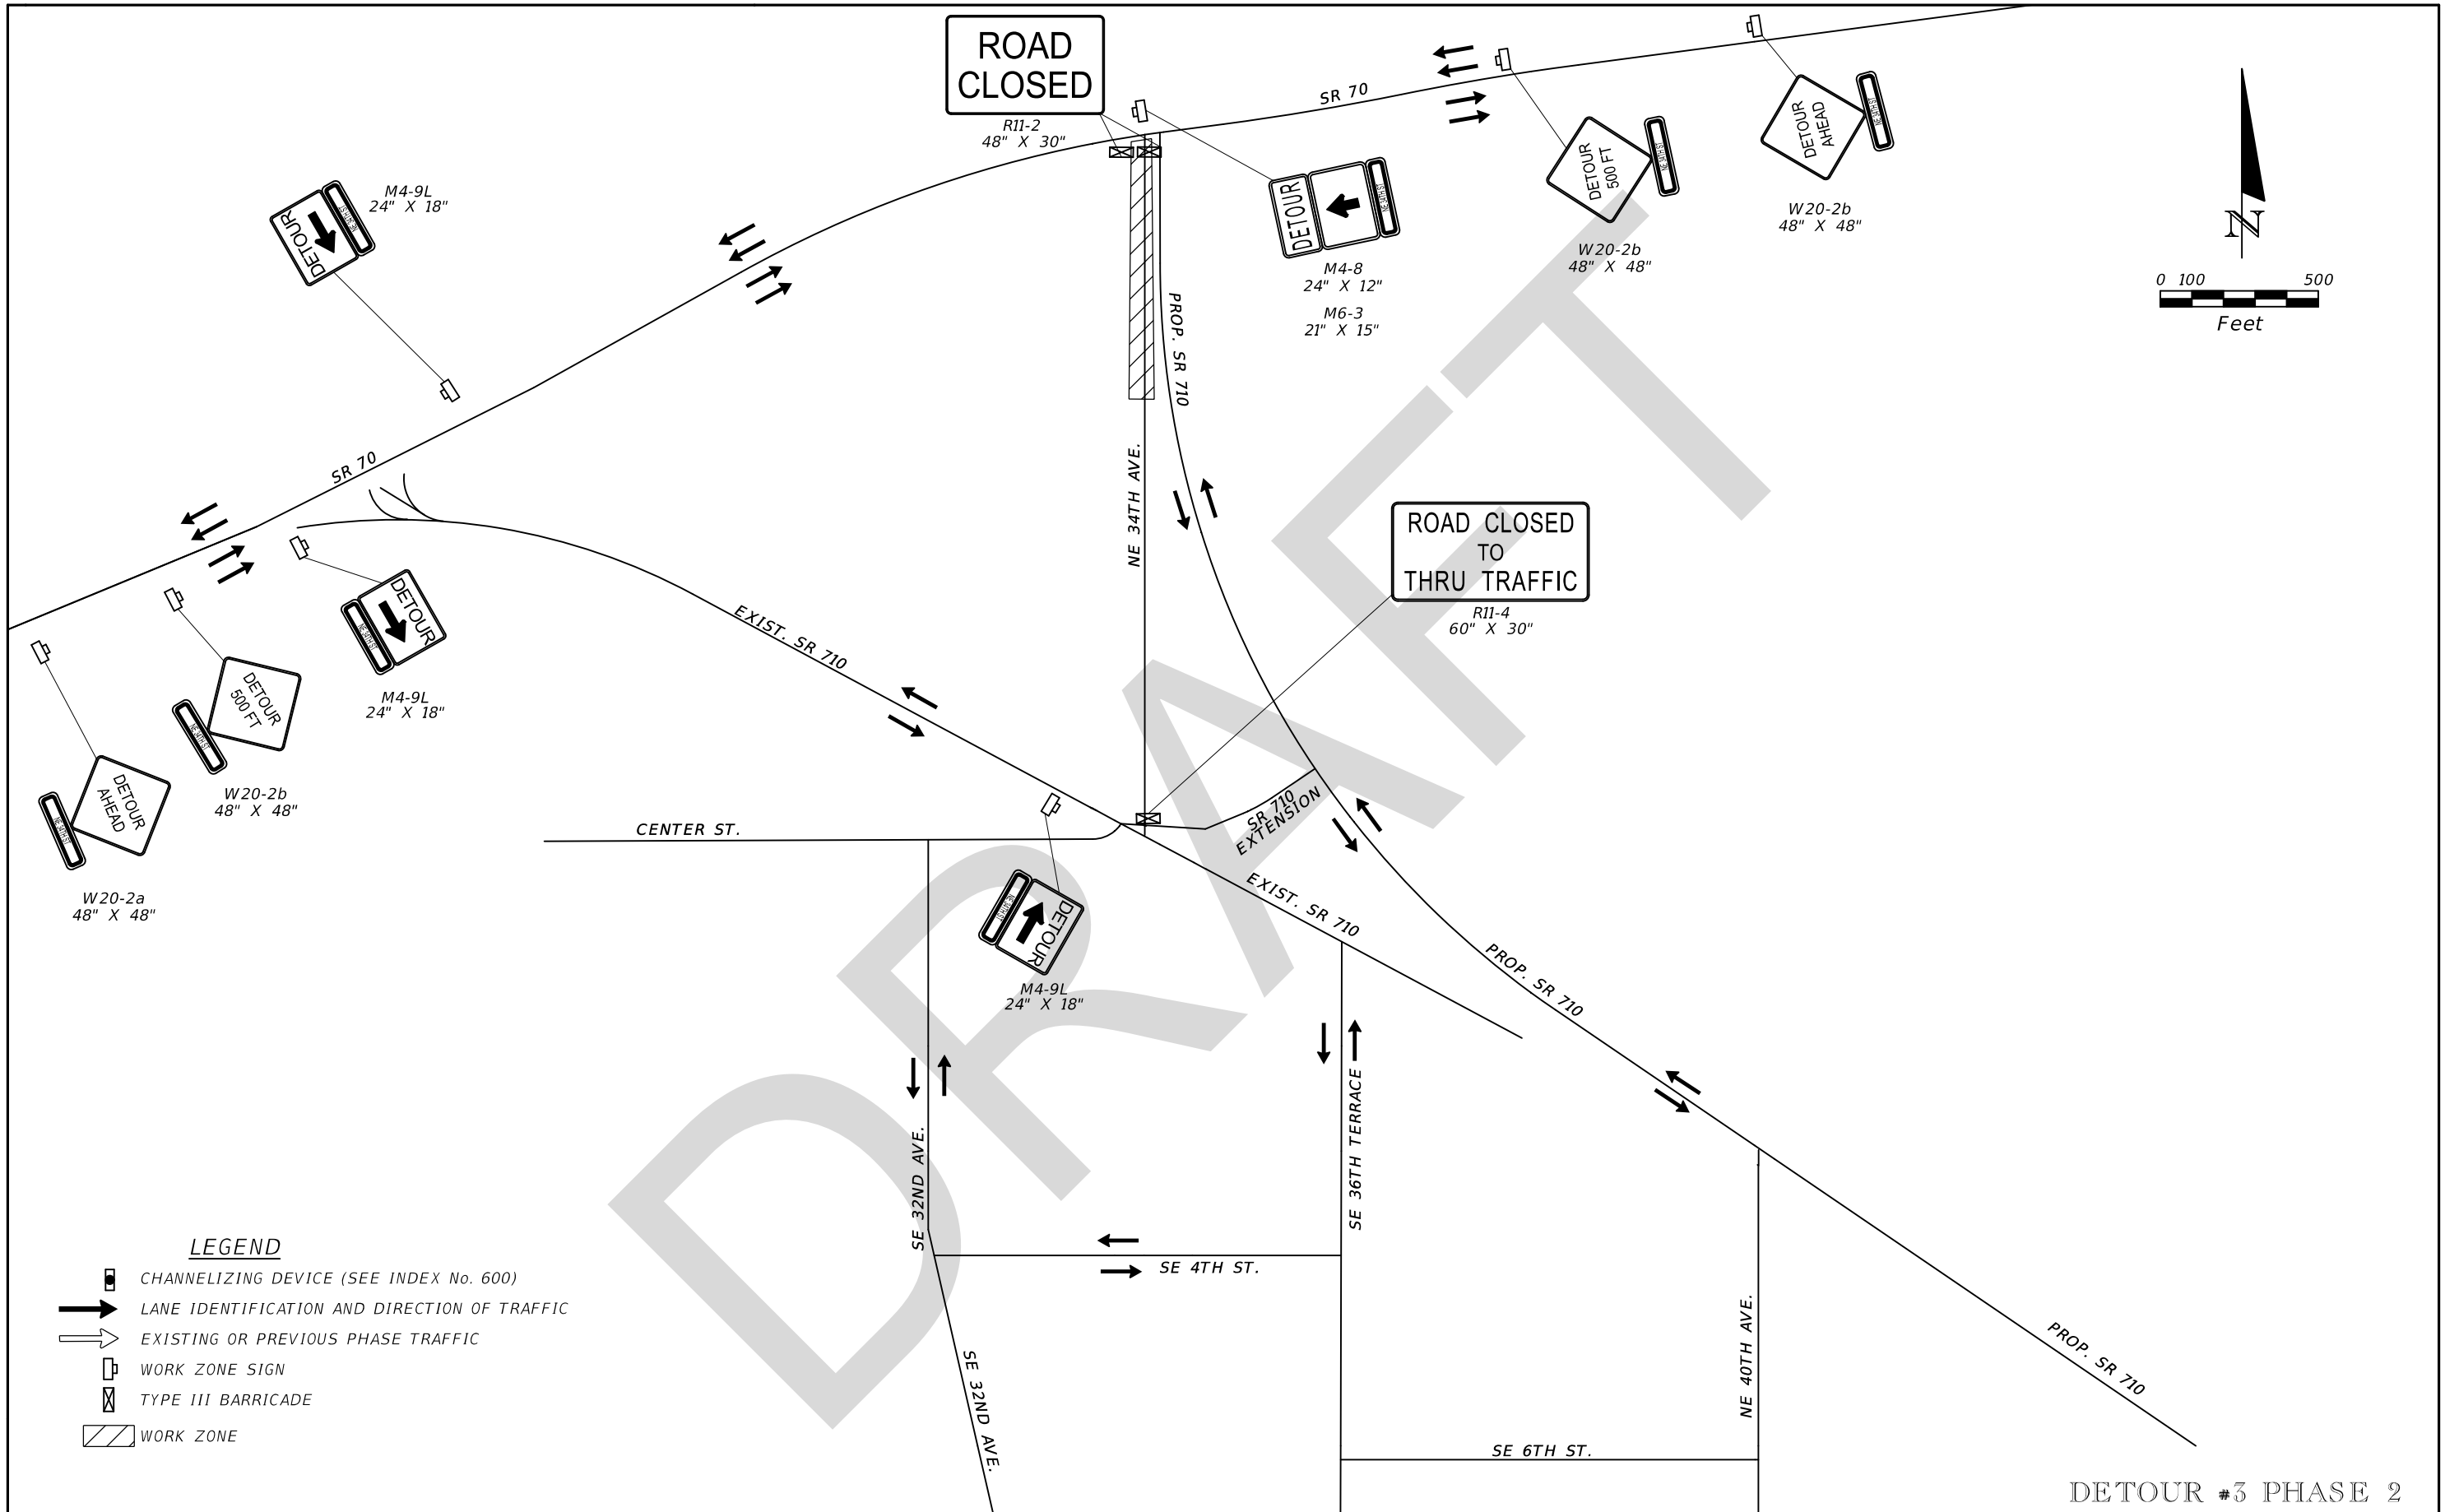 ROAD
CLOSED
R11-2
48" X 30"
SR 70
DETOUR
AHEAD
W20-2b
48" X 48"
DETOUR
500 FT
W20-2b
48" X 48"
DETOUR
M4-8
24" X 12"
M6-3
21" X 15"
N
0 100 500
Feet
DETOUR
M4-9L
24" X 18"
PROP. SR 710
NE 34TH AVE.
SR 70
ROAD CLOSED
TO
THRU TRAFFIC
R11-4
60" X 30"
DETOUR
M4-9L
24" X 18"
EXIST. SR 710
DETOUR
500 FT
W20-2b
48" X 48"
DETOUR
AHEAD
W20-2a
48" X 48"
CENTER ST.
SR 710
EXTENSION
EXIST. SR 710
DETOUR
M4-9L
24" X 18"
PROP. SR 710
SE 32ND AVE.
SE 36TH TERRACE
SE 4TH ST.
SE 32ND AVE.
NE 40TH AVE.
PROP. SR 710
SE 6TH ST.
DRAFT
LEGEND
CHANNELIZING DEVICE (SEE INDEX No. 600)
LANE IDENTIFICATION AND DIRECTION OF TRAFFIC
EXISTING OR PREVIOUS PHASE TRAFFIC
WORK ZONE SIGN
TYPE III BARRICADE
WORK ZONE
DETOUR #3 PHASE 2